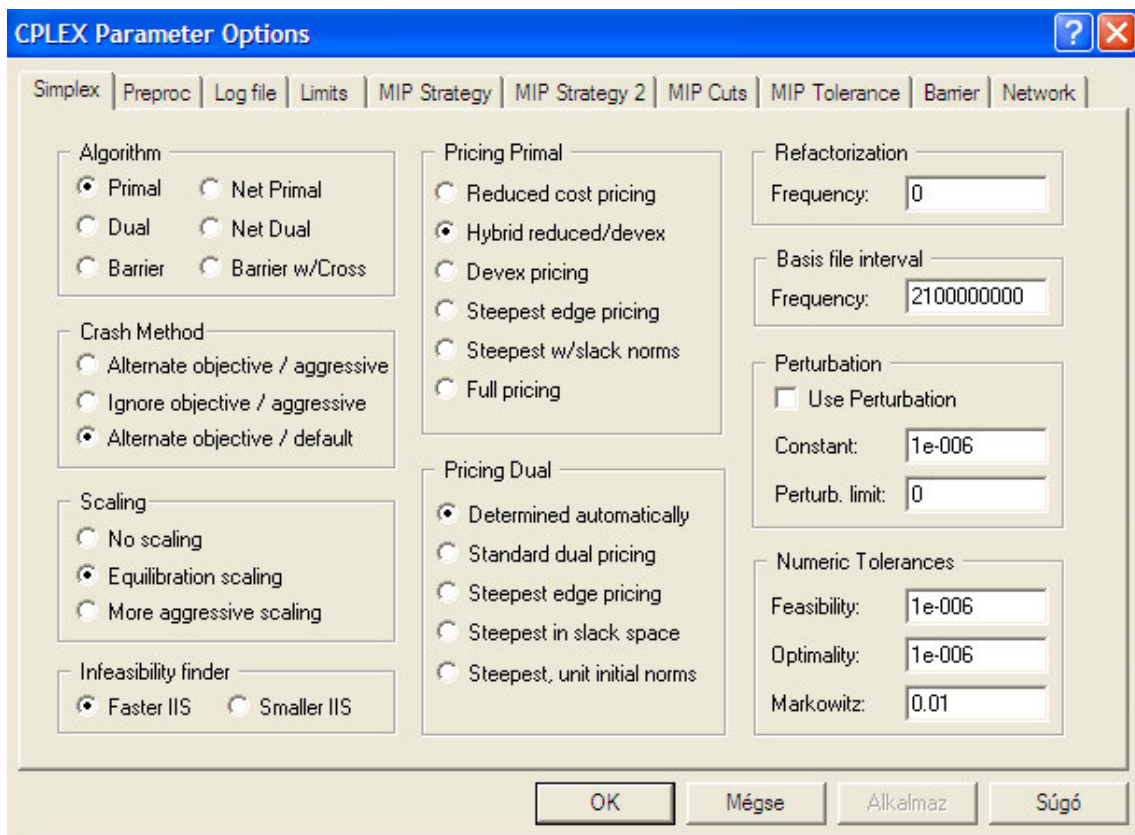 CPLEX Parameter Options
Simplex Preproc Log file Limits MIP Strategy MIP Strategy 2 MIP Cuts MIP Tolerance Barrier Network
Algorithm
Primal Net Primal
Dual Net Dual
Barrier Barrier w/Cross
Crash Method
Alternate objective / aggressive
Ignore objective / aggressive
Alternate objective / default
Scaling
No scaling
Equilibration scaling
More aggressive scaling
Infeasibility finder
Faster IIS Smaller IIS
Pricing Primal
Reduced cost pricing
Hybrid reduced/devex
Devex pricing
Steepest edge pricing
Steepest w/slack norms
Full pricing
Pricing Dual
Determined automatically
Standard dual pricing
Steepest edge pricing
Steepest in slack space
Steepest, unit initial norms
Refactorization
Frequency: 0
Basis file interval
Frequency: 2100000000
Perturbation
Use Perturbation
Constant: 1e-006
Perturb. limit: 0
Numeric Tolerances
Feasibility: 1e-006
Optimality: 1e-006
Markowitz: 0.01
OK Mégse Alkalmaz Súgó